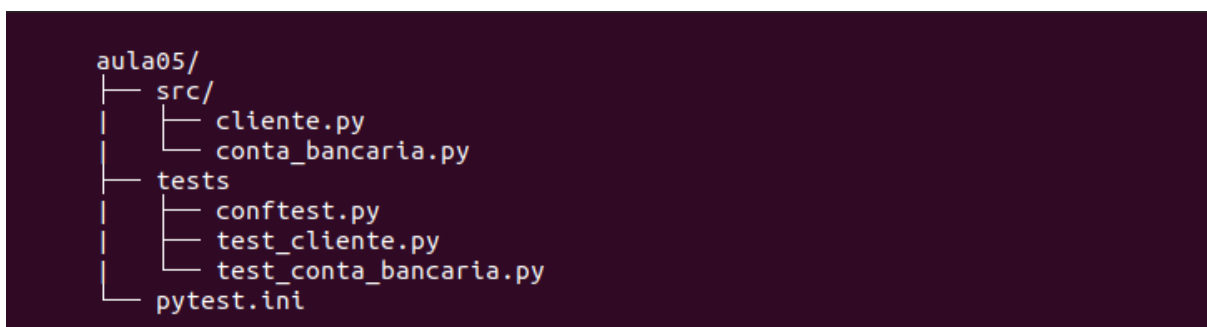 aula05/
├── src/
|   ├── cliente.py
|   └── conta_bancaria.py
├── tests
|   ├── conftest.py
|   ├── test_cliente.py
|   └── test_conta_bancaria.py
└── pytest.ini